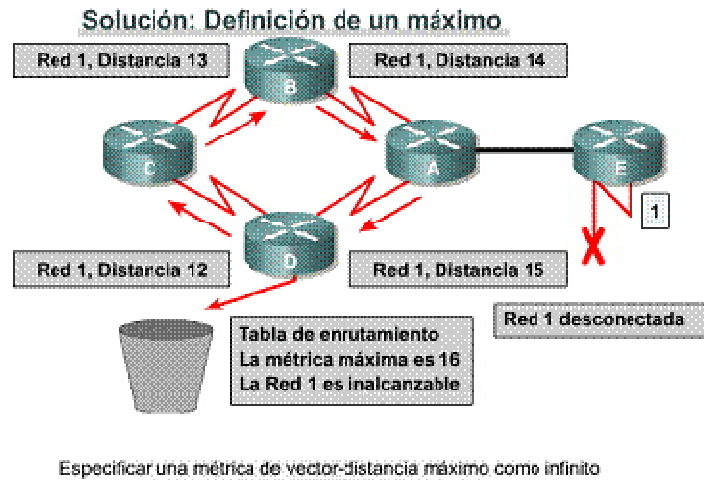 Solución: Definición de un máximo
Red 1, Distancia 13
Red 1, Distancia 14
B
C
A
E
1
D
Red 1, Distancia 12
Red 1, Distancia 15
Red 1 desconectada
Tabla de enrutamiento
La métrica máxima es 16
La Red 1 es inalcanzable
Especificar una métrica de vector-distancia máximo como infinito